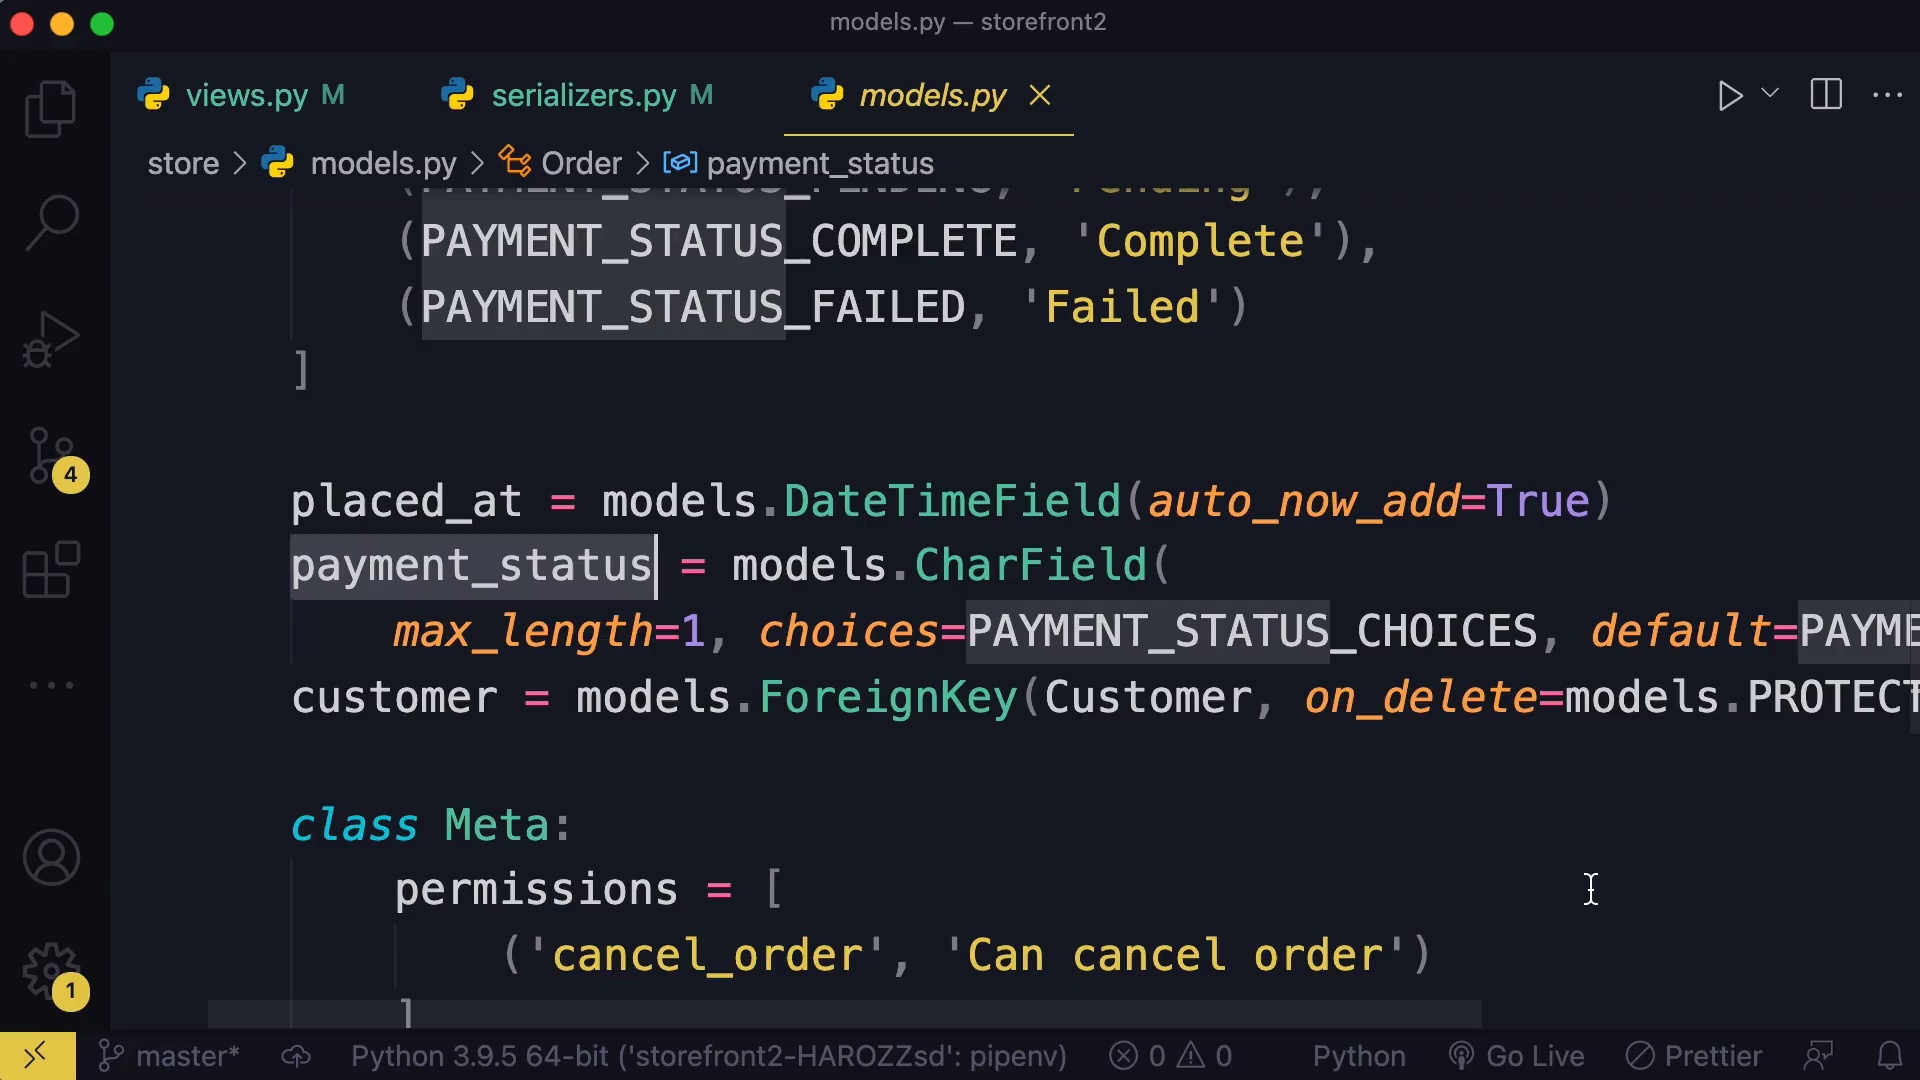 models.py — storefront2
views.py M serializers.py M models.py
store > models.py > Order > payment_status
(PAYMENT_STATUS_PENDING, 'Pending'),
(PAYMENT_STATUS_COMPLETE, 'Complete'),
(PAYMENT_STATUS_FAILED, 'Failed')
]
placed_at = models.DateTimeField(auto_now_add=True)
payment_status = models.CharField(
max_length=1, choices=PAYMENT_STATUS_CHOICES, default=PAYME
customer = models.ForeignKey(Customer, on_delete=models.PROTECT
class Meta:
permissions = [
('cancel_order', 'Can cancel order')
]
4
1
master* Python 3.9.5 64-bit ('storefront2-HAROZZsd': pipenv) 0 0 Python Go Live Prettier